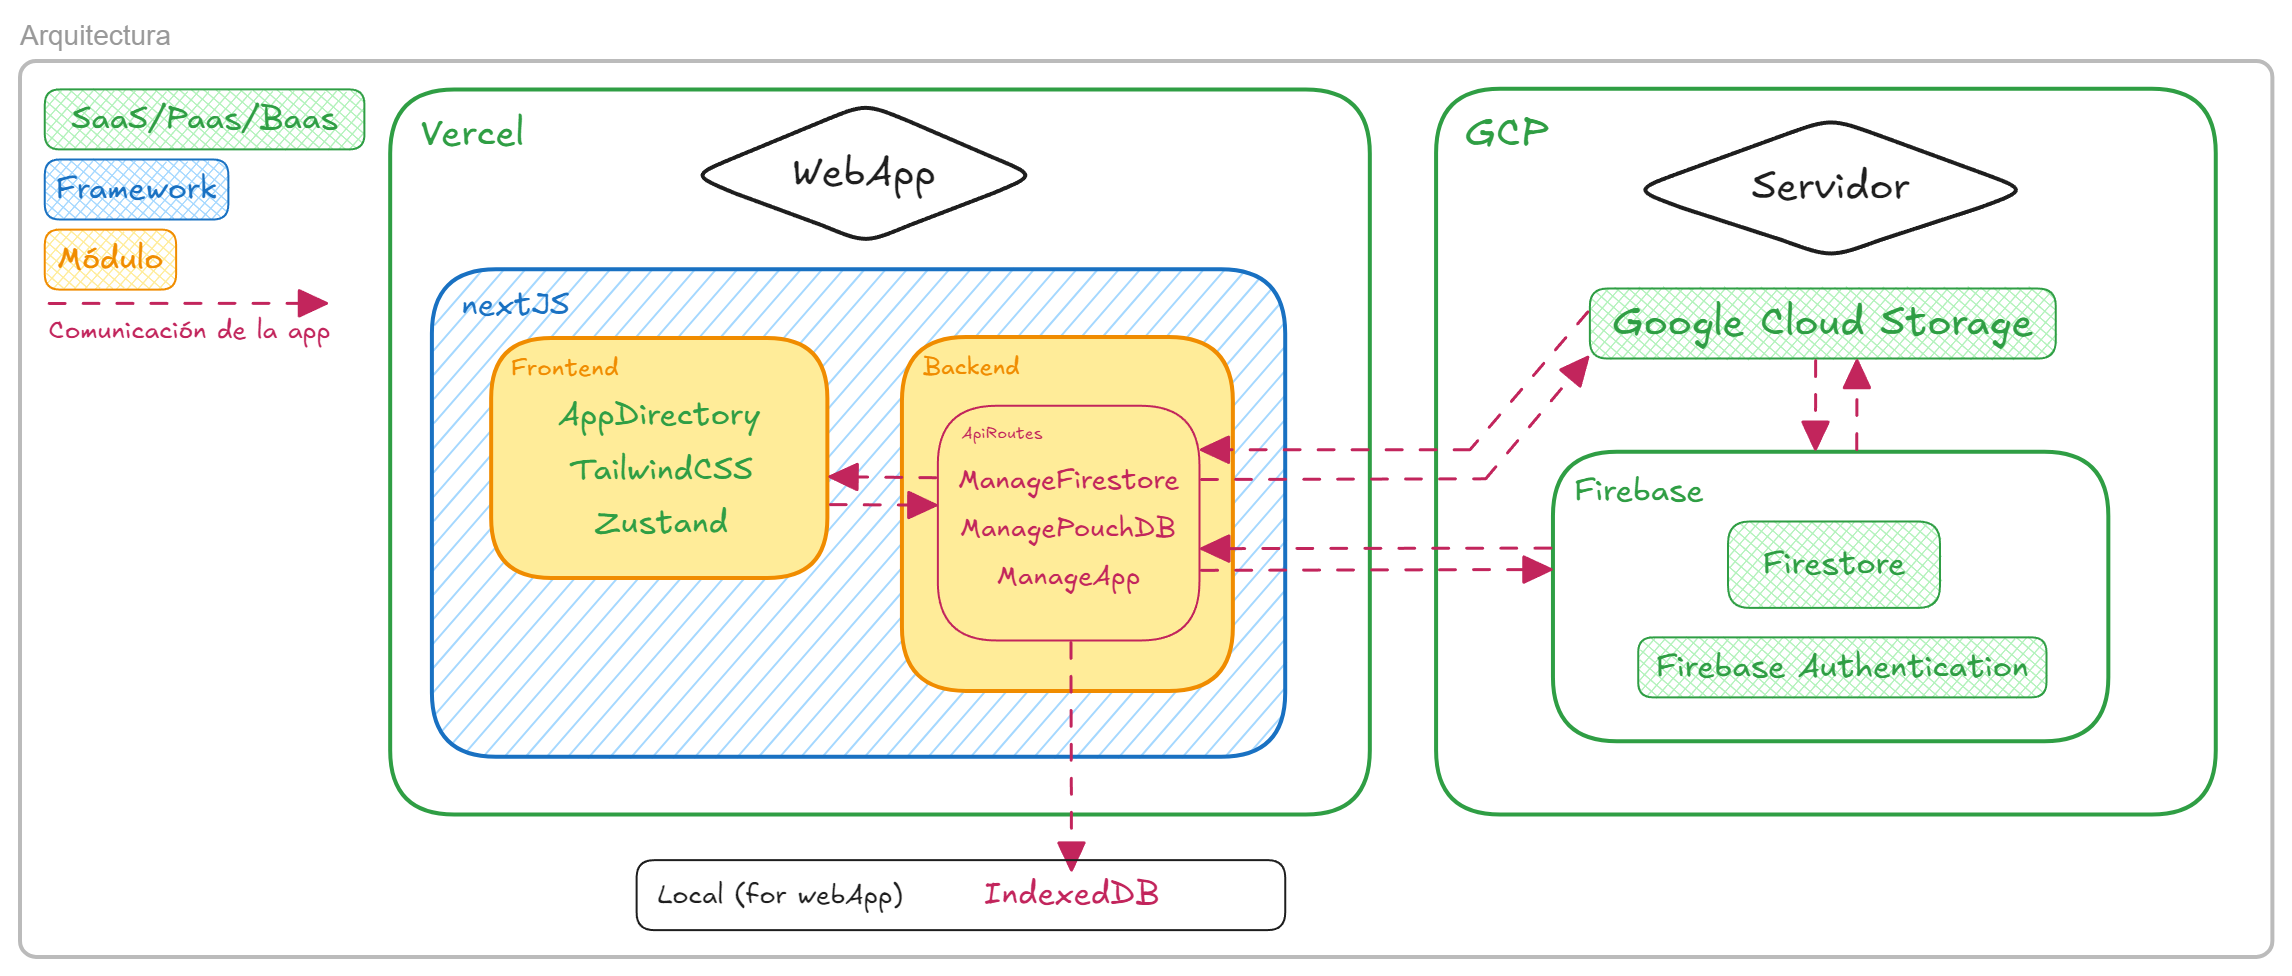 Arquitectura
SaaS/Paas/Baas
Framework
Módulo
Comunicación de la app
Vercel
WebApp
nextJS
Frontend
AppDirectory
TailwindCSS
Zustand
Backend
ApiRoutes
ManageFirestore
ManagePouchDB
ManageApp
Local (for webApp)
IndexedDB
GCP
Servidor
Google Cloud Storage
Firebase
Firestore
Firebase Authentication